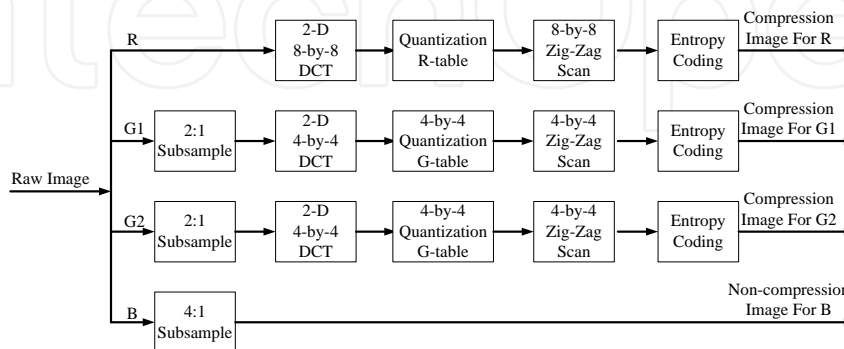 R
2-D
8-by-8
DCT
Quantization
R-table
8-by-8
Zig-Zag
Scan
Entropy
Coding
Compression
Image For R
G1
2:1
Subsample
2-D
4-by-4
DCT
4-by-4
Quantization
G-table
4-by-4
Zig-Zag
Scan
Entropy
Coding
Compression
Image For G1
Raw Image
G2
2:1
Subsample
2-D
4-by-4
DCT
4-by-4
Quantization
G-table
4-by-4
Zig-Zag
Scan
Entropy
Coding
Compression
Image For G2
B
4:1
Subsample
Non-compression
Image For B